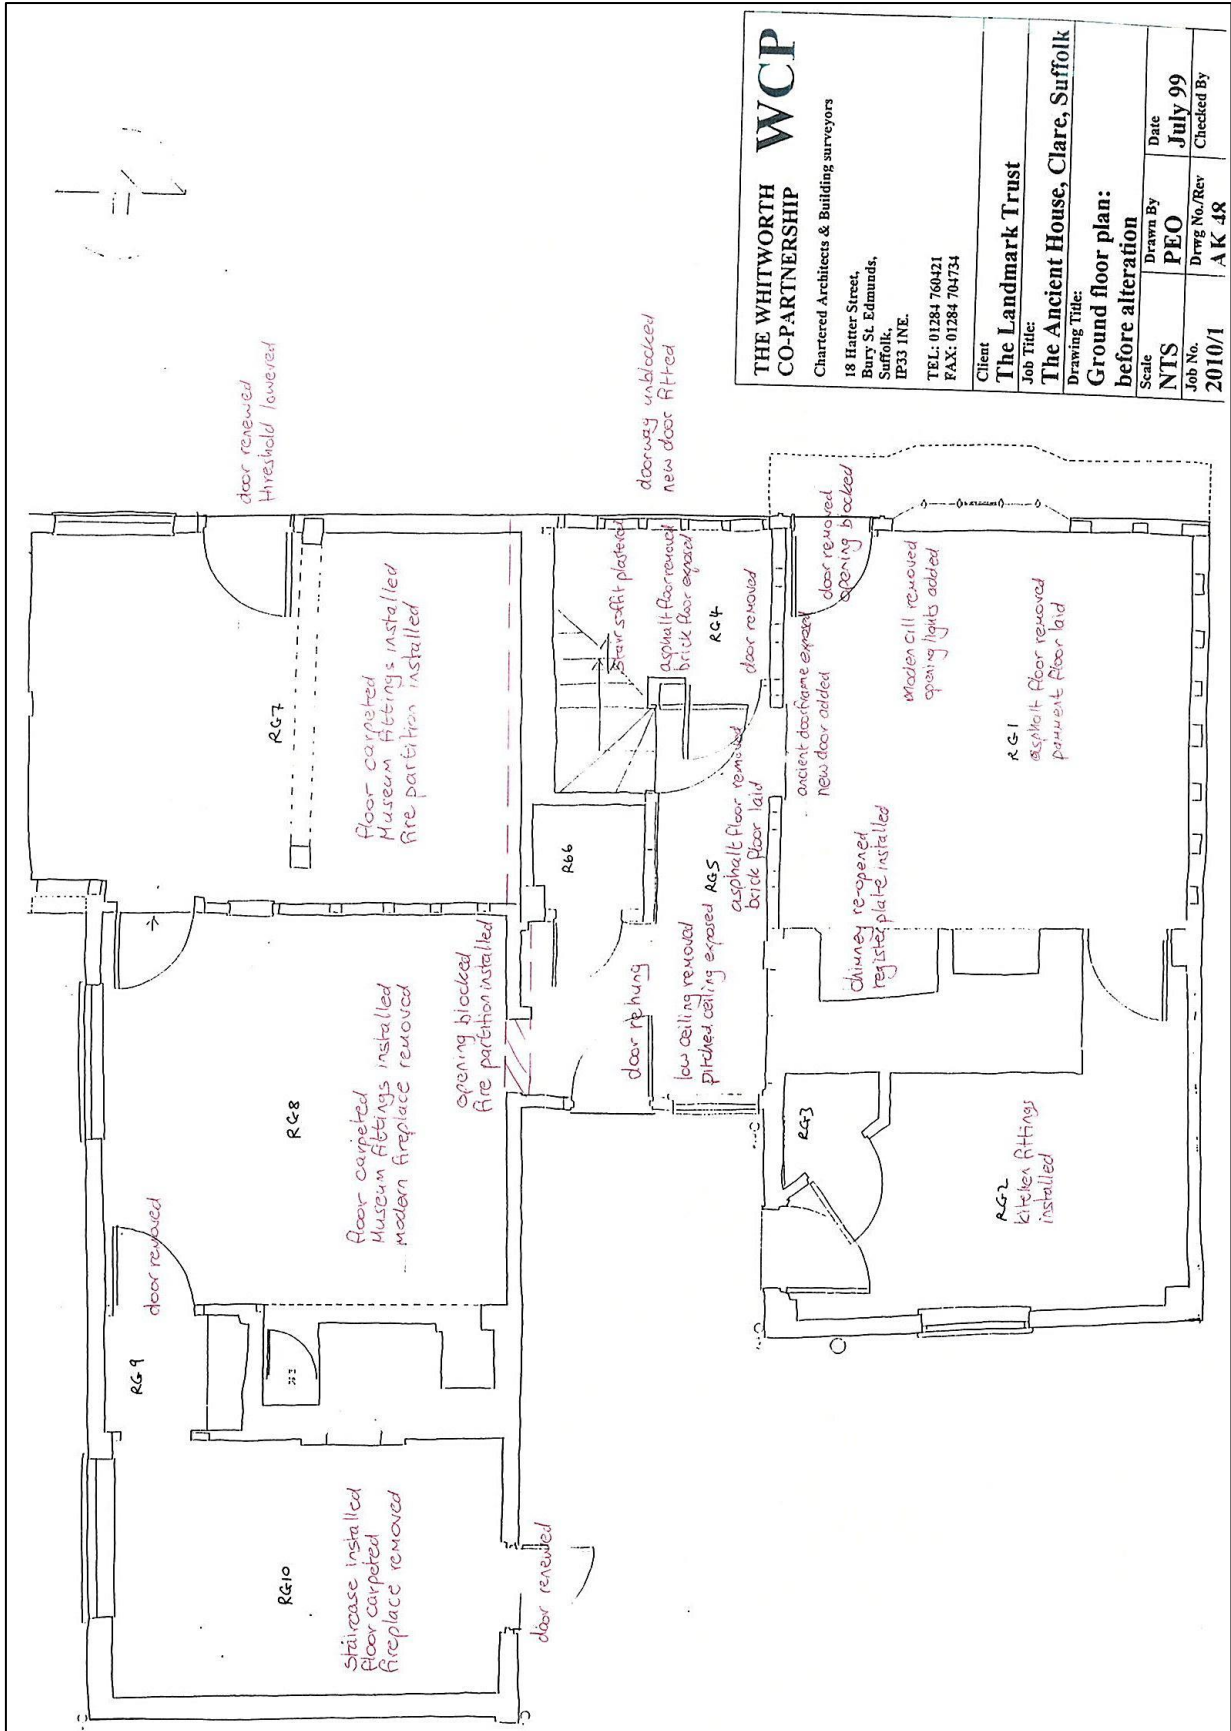 door renewed
threshold lowered
RG7
floor carpeted
Museum fittings installed
fire partition installed
doorway unblocked
new door fitted
stair soffit plastered
asphalt floor removed
brick floor exposed
RG4
door removed
door removed
opening blocked
ancient doorframe exposed
new door added
modern cill removed
opening lights added
RG1
asphalt floor removed
pamment floor laid
RG6
RG5
asphalt floor removed
brick floor laid
low ceiling removed
pitched ceiling exposed
chimney re-opened
register plate installed
door rehung
opening blocked
fire partition installed
RG8
floor carpeted
Museum fittings installed
Modern fireplace removed
RG3
RG2
kitchen fittings
installed
door removed
RG9
RG10
Staircase installed
floor carpeted
fireplace removed
door renewed
THE WHITWORTH
CO-PARTNERSHIP
WCP
Chartered Architects & Building surveyors
18 Hatter Street,
Bury St. Edmunds,
Suffolk,
IP33 1NE.
TEL: 01284 760421
FAX: 01284 704734
Client
The Landmark Trust
Job Title:
The Ancient House, Clare, Suffolk
Drawing Title:
Ground floor plan:
before alteration
Scale
NTS
Drawn By
PEO
Date
July 99
Job No.
2010/1
Drwg No./Rev
AK 48
Checked By